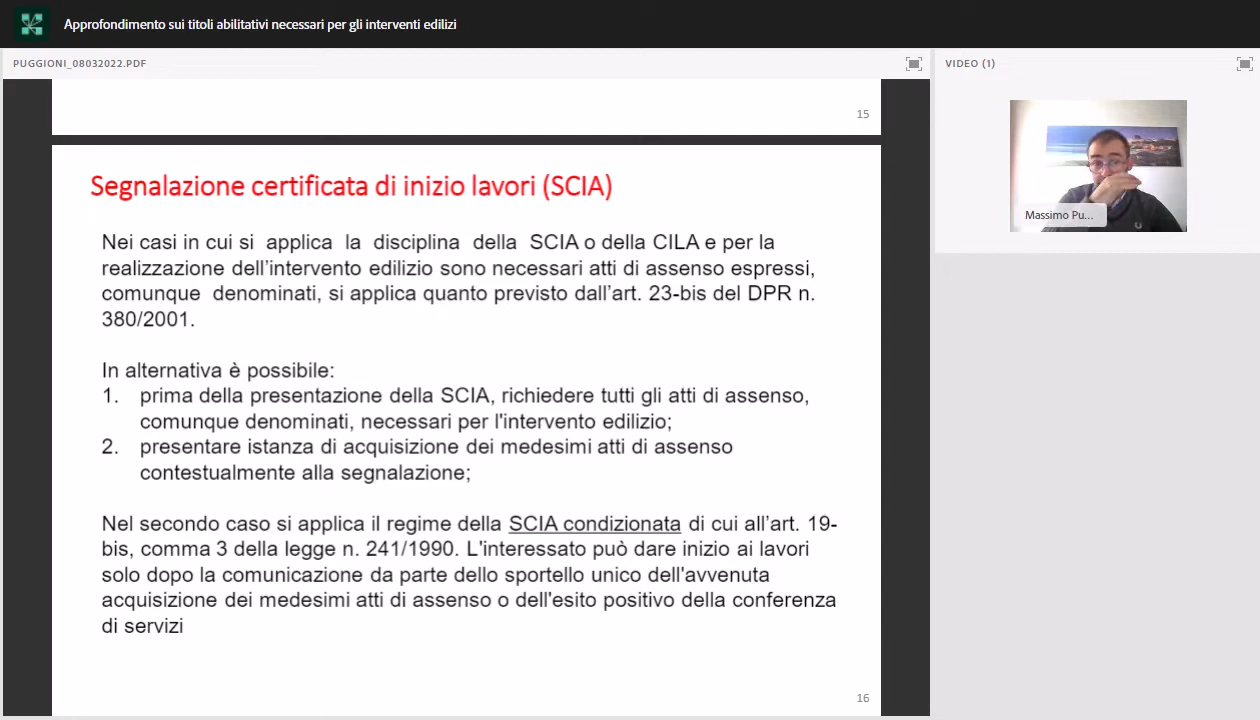 Approfondimento sui titoli abilitativi necessari per gli interventi edilizi
PUGGIONI_08032022.PDF
VIDEO (1)
15
Massimo Pu...
Segnalazione certificata di inizio lavori (SCIA)
Nei casi in cui si applica la disciplina della SCIA o della CILA e per la
realizzazione dell'intervento edilizio sono necessari atti di assenso espressi,
comunque denominati, si applica quanto previsto dall'art. 23-bis del DPR n.
380/2001.
In alternativa è possibile:
1. prima della presentazione della SCIA, richiedere tutti gli atti di assenso,
comunque denominati, necessari per l'intervento edilizio;
2. presentare istanza di acquisizione dei medesimi atti di assenso
contestualmente alla segnalazione;
Nel secondo caso si applica il regime della SCIA condizionata di cui all'art. 19-
bis, comma 3 della legge n. 241/1990. L'interessato può dare inizio ai lavori
solo dopo la comunicazione da parte dello sportello unico dell'avvenuta
acquisizione dei medesimi atti di assenso o dell'esito positivo della conferenza
di servizi
16